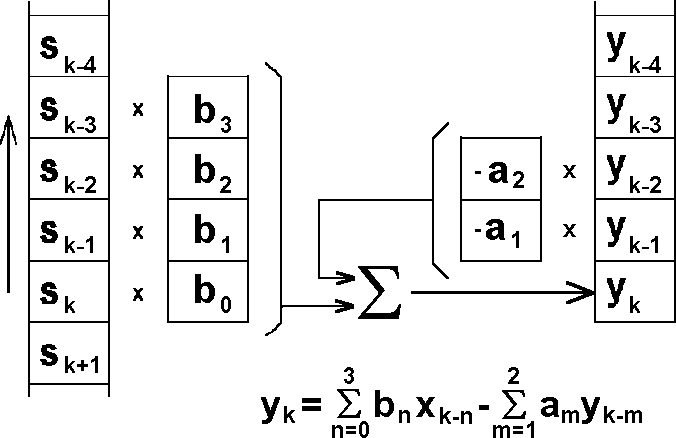 s k-4 y k-4
s k-3 x b 3 y k-3
s k-2 x b 2 -a 2 x y k-2
s k-1 x b 1 -a 1 x y k-1
s k x b 0 Σ y k
s k+1
y k = 3 Σ n=0 b n x k-n - 2 Σ m=1 a m y k-m